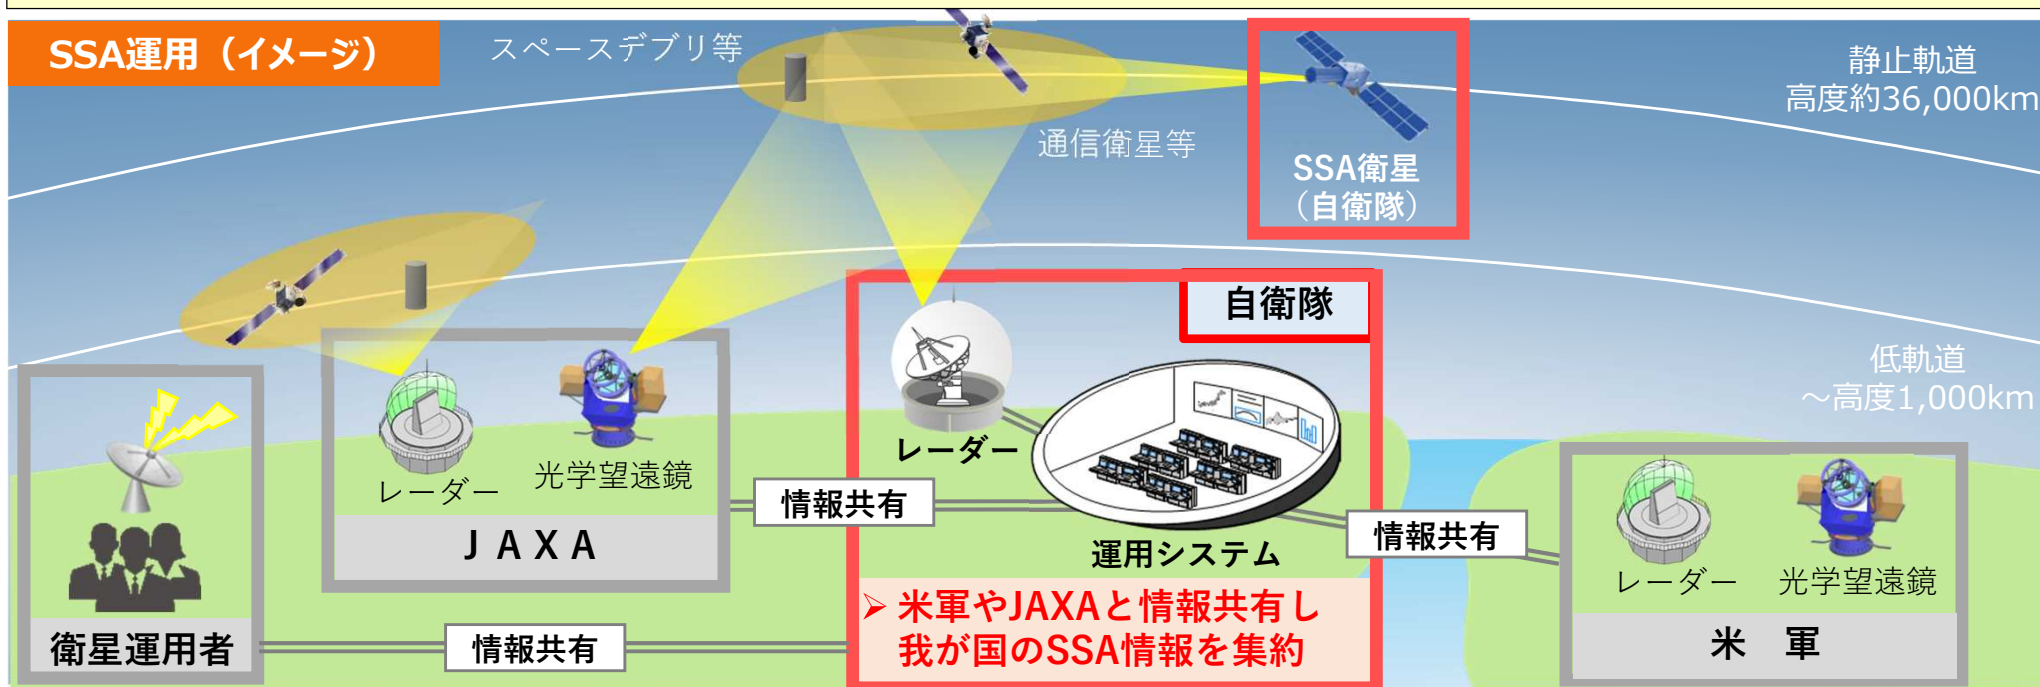 SSA運用（イメージ）
スペースデブリ等
静止軌道
高度約36,000km
通信衛星等
SSA衛星
（自衛隊）
自衛隊
低軌道
～高度1,000km
レーダー
光学望遠鏡
JAXA
レーダー
運用システム
情報共有
情報共有
レーダー
光学望遠鏡
米 軍
衛星運用者
情報共有
➢ 米軍やJAXAと情報共有し
我が国のSSA情報を集約